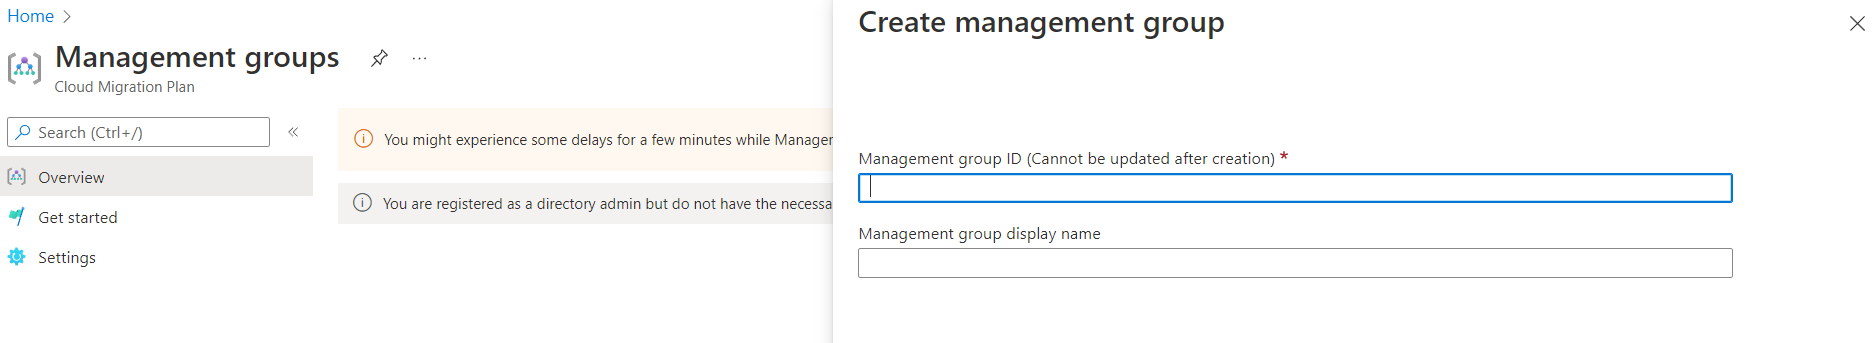 Home
Management groups
Cloud Migration Plan
Search (Ctrl+/)
Overview
Get started
Settings
You might experience some delays for a few minutes while Manager
You are registered as a directory admin but do not have the necessa
Create management group
Management group ID (Cannot be updated after creation) *
Management group display name